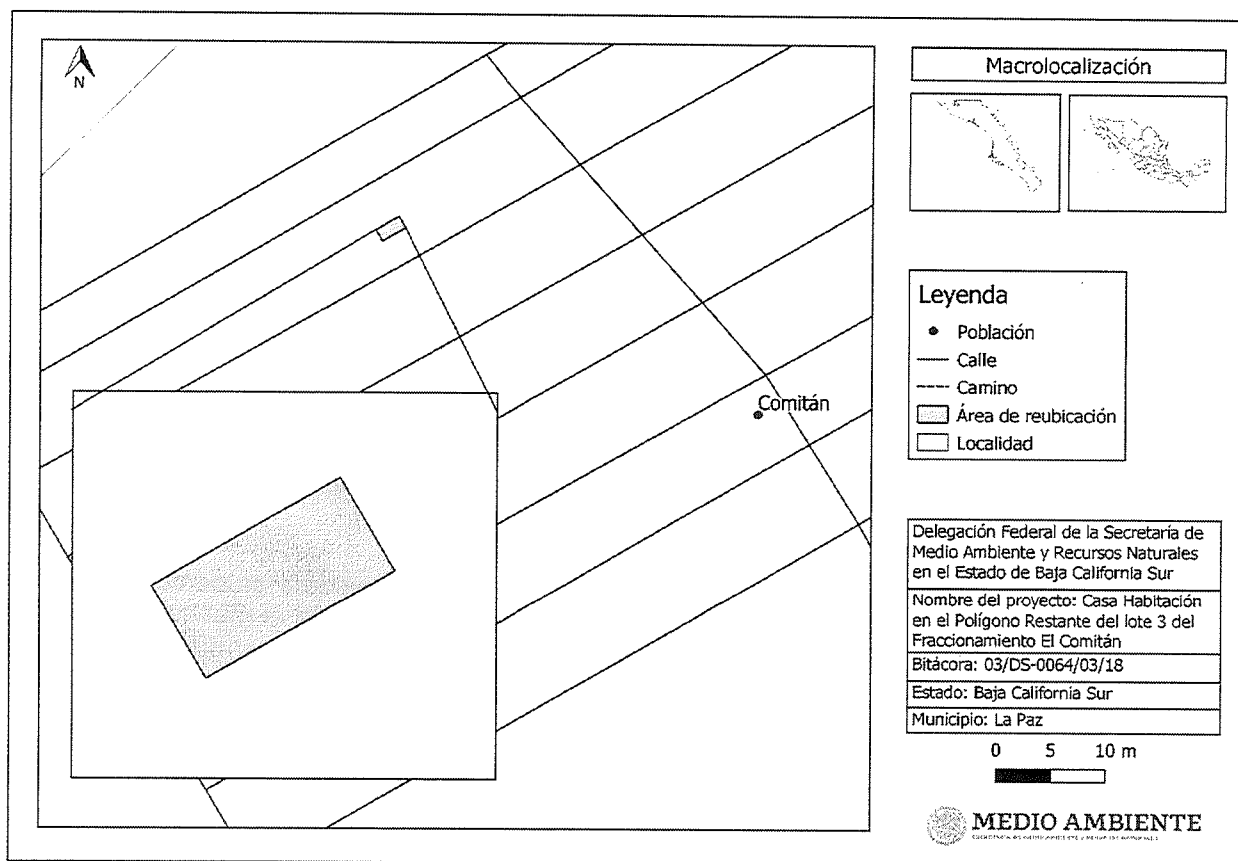 N
Comitán
Macrolocalización
Leyenda
Población
Calle
Camino
Área de reubicación
Localidad
Delegación Federal de la Secretaría de
Medio Ambiente y Recursos Naturales
en el Estado de Baja California Sur
Nombre del proyecto: Casa Habitación
en el Polígono Restante del lote 3 del
Fraccionamiento El Comitán
Bitácora: 03/DS-0064/03/18
Estado: Baja California Sur
Municipio: La Paz
0 5 10 m
MEDIO AMBIENTE